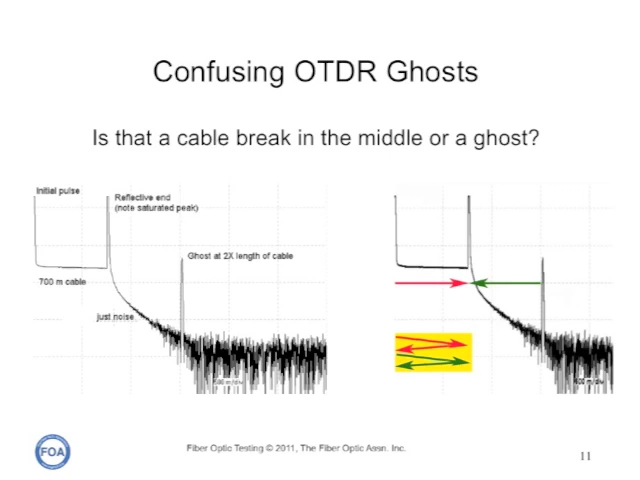 Confusing OTDR Ghosts
Is that a cable break in the middle or a ghost?
Initial pulse
Reflective end
(note saturated peak)
Ghost at 2X length of cable
700 m cable
just noise
m/div
m/div
FOA
Fiber Optic Testing © 2011, The Fiber Optic Assn. Inc.
11